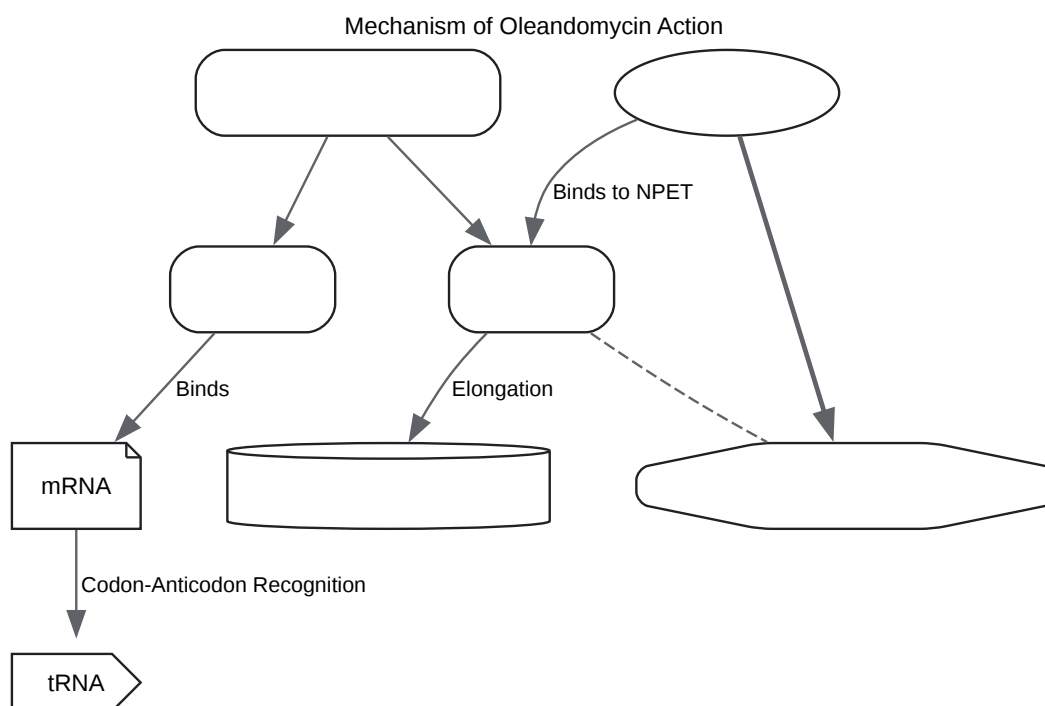 Mechanism of Oleandomycin Action
Binds to NPET
Binds
Elongation
mRNA
Codon-Anticodon Recognition
tRNA